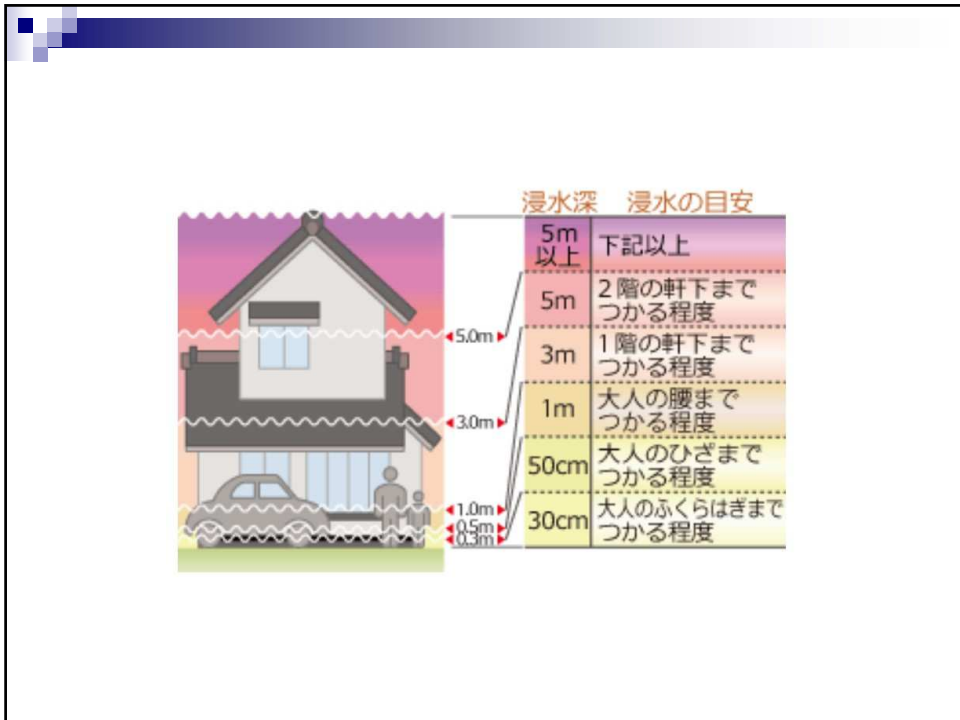 浸水深 浸水の目安
5m
以上
下記以上
5m
2階の軒下まで
つかる程度
3m
1階の軒下まで
つかる程度
1m
大人の腰まで
つかる程度
50cm
大人のひざまで
つかる程度
30cm
大人のふくらはぎまで
つかる程度
5.0m
3.0m
1.0m
0.5m
0.3m